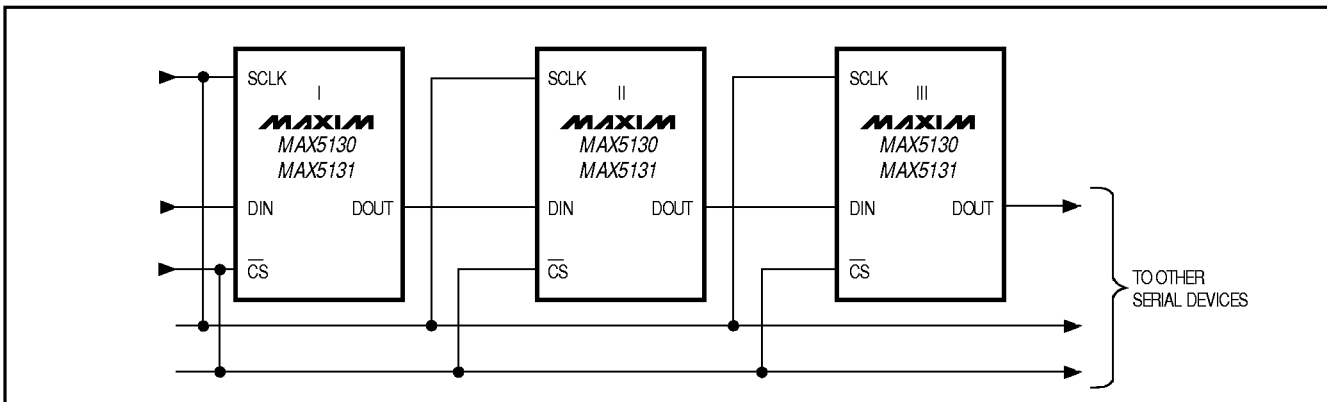 SCLK
I
MAXIM
MAX5130
MAX5131
DIN
DOUT
CS
SCLK
II
MAXIM
MAX5130
MAX5131
DIN
DOUT
CS
SCLK
III
MAXIM
MAX5130
MAX5131
DIN
DOUT
CS
TO OTHER
SERIAL DEVICES